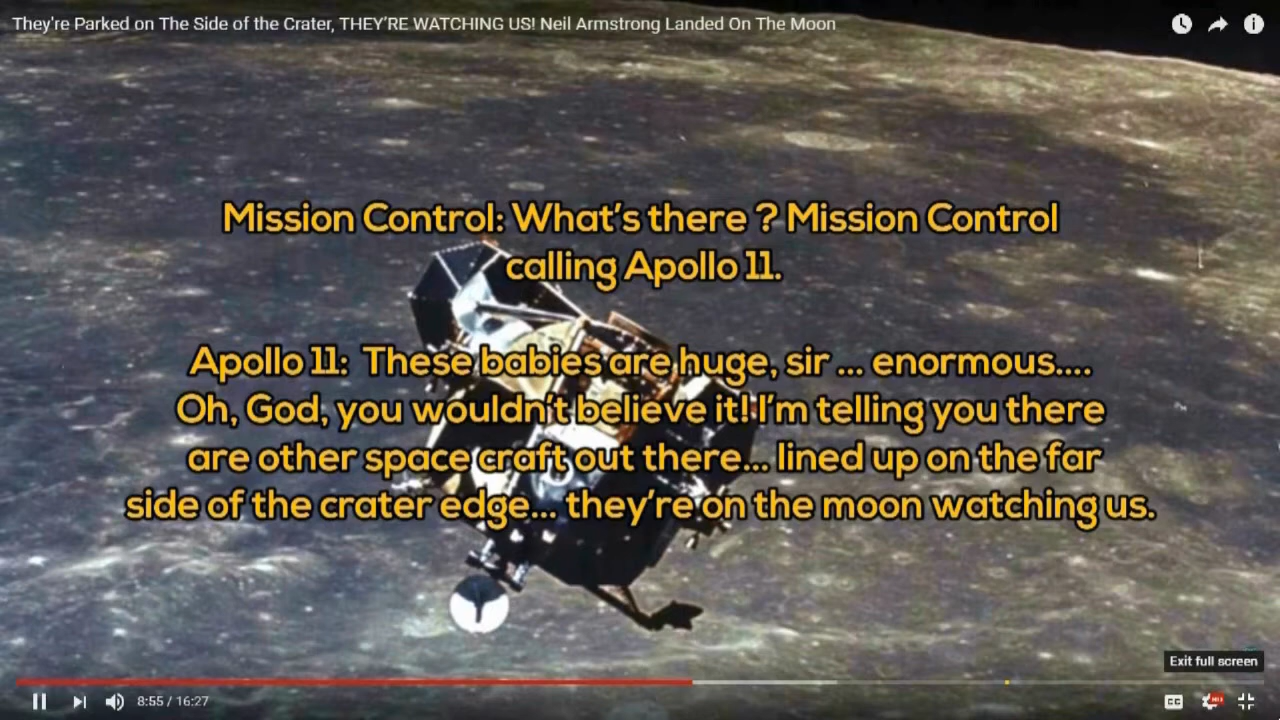 They're Parked on The Side of the Crater, THEY'RE WATCHING US! Neil Armstrong Landed On The Moon
Mission Control: What's there ? Mission Control
calling Apollo 11.
Apollo 11:  These babies are huge, sir ... enormous....
Oh, God, you wouldn't believe it! I'm telling you there
are other space craft out there... lined up on the far
side of the crater edge... they're on the moon watching us.
Exit full screen
8:55 / 16:27
CC